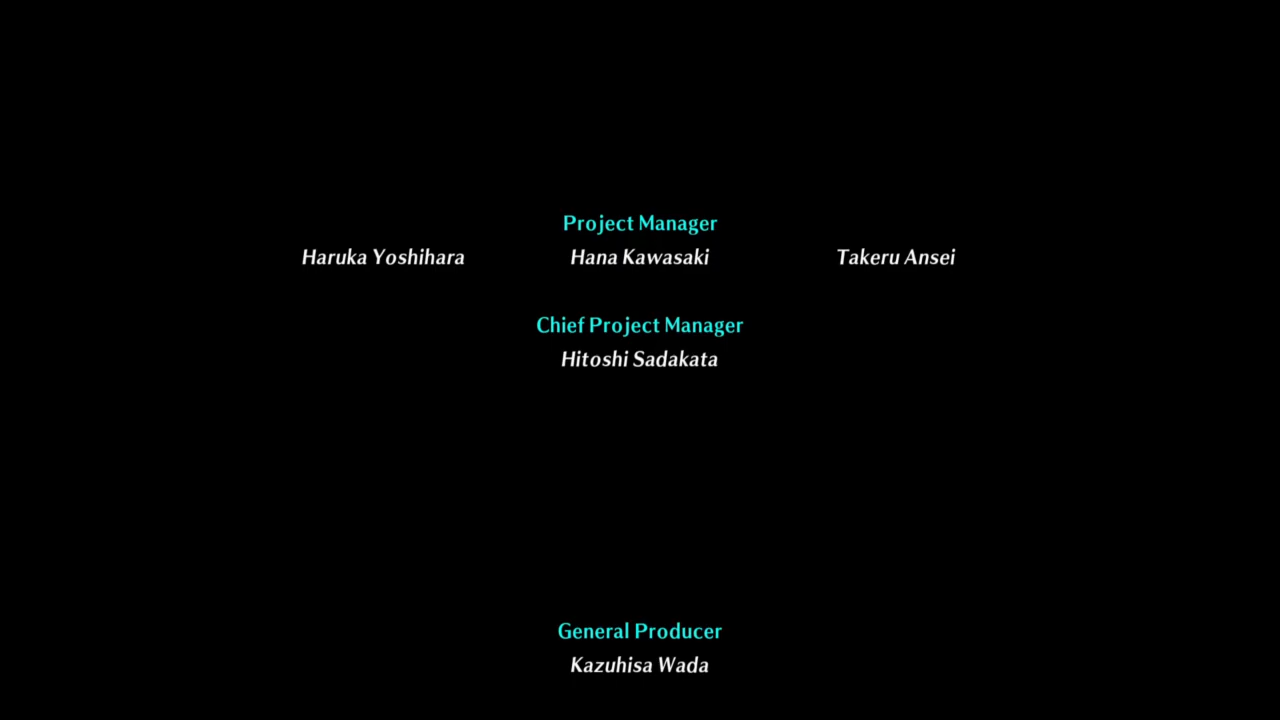 Project Manager
Haruka Yoshihara Hana Kawasaki Takeru Ansei
Chief Project Manager
Hitoshi Sadakata
General Producer
Kazuhisa Wada